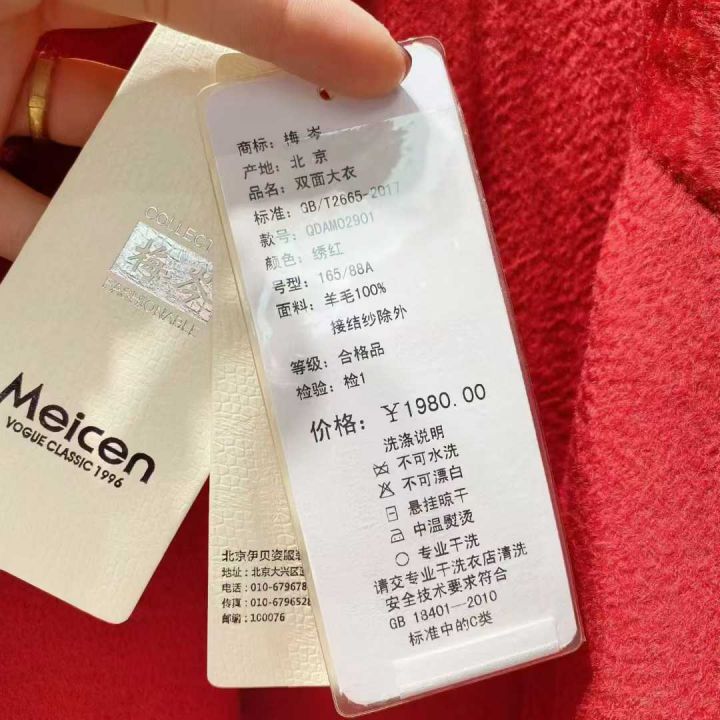 COLLECT
梅岑
FASHIONABLE
Meicen
VOGUE CLASSIC 1996
北京伊贝姿服装
地址：北京大兴区
电话：010-679678
传真：010-6796528
邮编：100076
商标：梅岑
产地：北京
品名：双面大衣
标准：GB/T2665-2017
款号：QDAM02901
颜色：绣红
号型：165/88A
面料：羊毛100%
接结纱除外
等级：合格品
检验：检1
价格：￥1980.00
洗涤说明
不可水洗
不可漂白
悬挂晾干
中温熨烫
专业干洗
请交专业干洗衣店清洗
安全技术要求符合
GB 18401—2010
标准中的C类